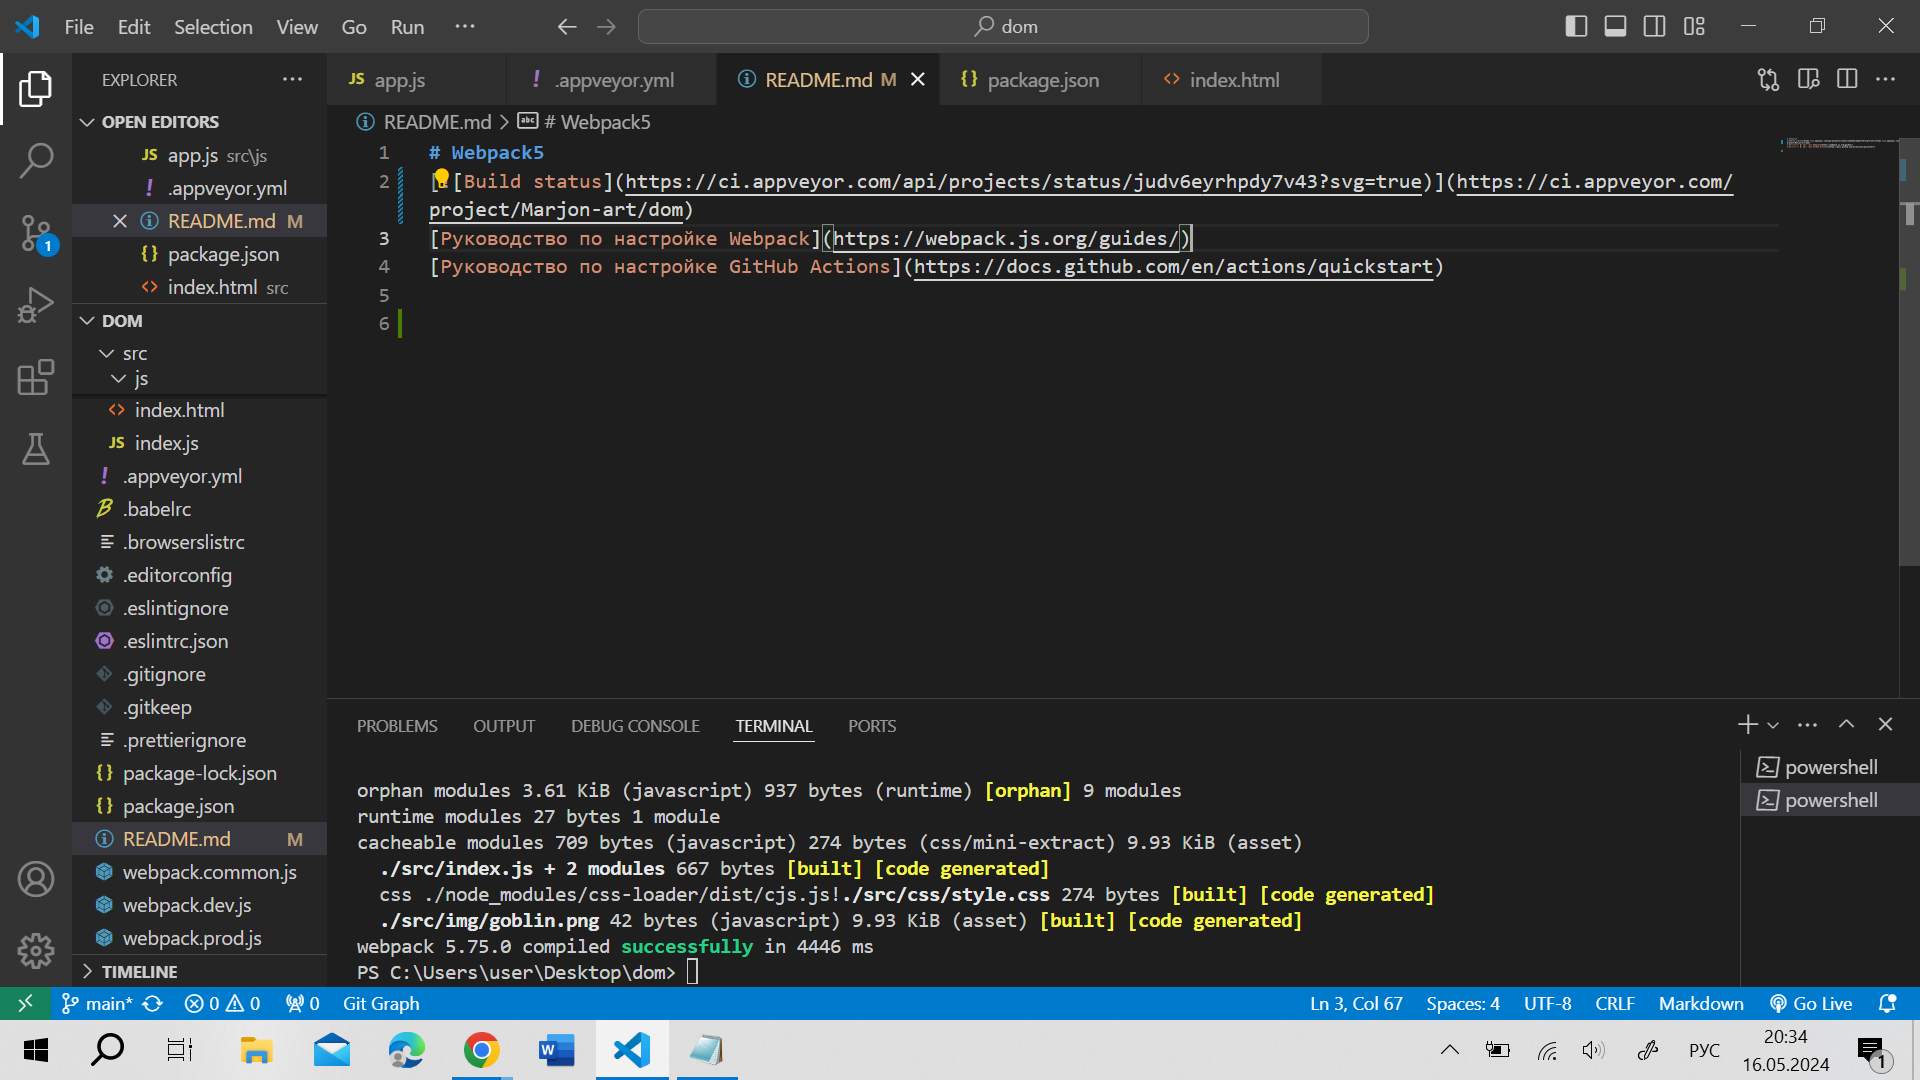 File Edit Selection View Go Run ···
dom
EXPLORER
JS app.js
! .appveyor.yml
README.md M
{} package.json
<> index.html
OPEN EDITORS
JS app.js src\js
! .appveyor.yml
README.md M
{} package.json
<> index.html src
DOM
src
js
<> index.html
JS index.js
! .appveyor.yml
.babelrc
.browserslistrc
.editorconfig
.eslintignore
.eslintrc.json
.gitignore
.gitkeep
.prettierignore
{} package-lock.json
{} package.json
README.md M
webpack.common.js
webpack.dev.js
webpack.prod.js
TIMELINE
1
README.md > # Webpack5
1 # Webpack5
2 [Build status](https://ci.appveyor.com/api/projects/status/judv6eyrhpdy7v43?svg=true)](https://ci.appveyor.com/
project/Marjon-art/dom)
3 [Руководство по настройке Webpack](https://webpack.js.org/guides/)
4 [Руководство по настройке GitHub Actions](https://docs.github.com/en/actions/quickstart)
5
6
PROBLEMS OUTPUT DEBUG CONSOLE TERMINAL PORTS
orphan modules 3.61 KiB (javascript) 937 bytes (runtime) [orphan] 9 modules
runtime modules 27 bytes 1 module
cacheable modules 709 bytes (javascript) 274 bytes (css/mini-extract) 9.93 KiB (asset)
./src/index.js + 2 modules 667 bytes [built] [code generated]
css ./node_modules/css-loader/dist/cjs.js!./src/css/style.css 274 bytes [built] [code generated]
./src/img/goblin.png 42 bytes (javascript) 9.93 KiB (asset) [built] [code generated]
webpack 5.75.0 compiled successfully in 4446 ms
PS C:\Users\user\Desktop\dom>
powershell
powershell
main* 0 0 0 Git Graph
Ln 3, Col 67 Spaces: 4 UTF-8 CRLF Markdown Go Live
РУС
20:34
16.05.2024
1